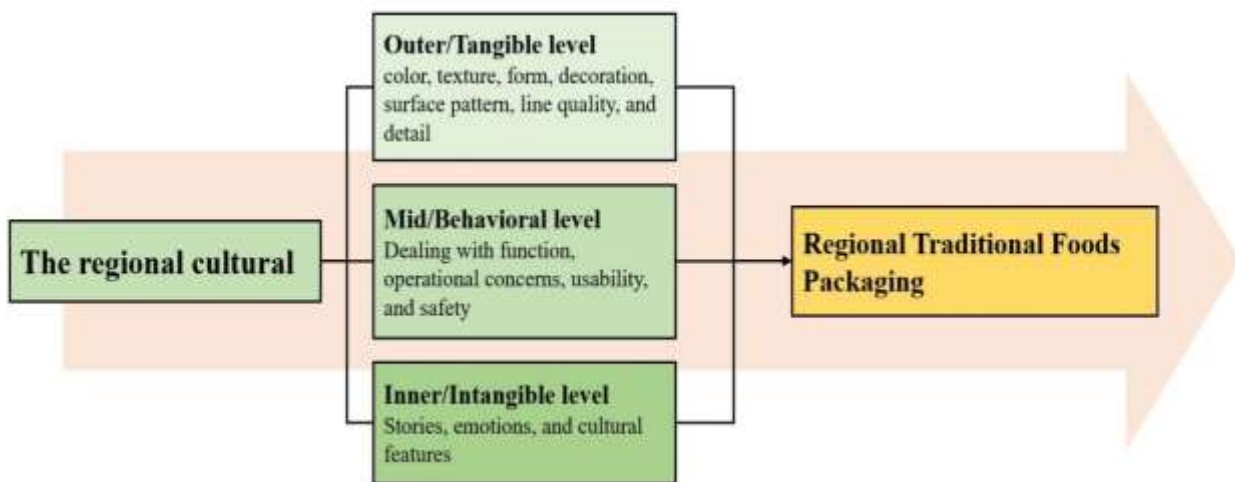 The regional cultural
Outer/Tangible level
color, texture, form, decoration,
surface pattern, line quality, and
detail
Mid/Behavioral level
Dealing with function,
operational concerns, usability,
and safety
Inner/Intangible level
Stories, emotions, and cultural
features
Regional Traditional Foods
Packaging